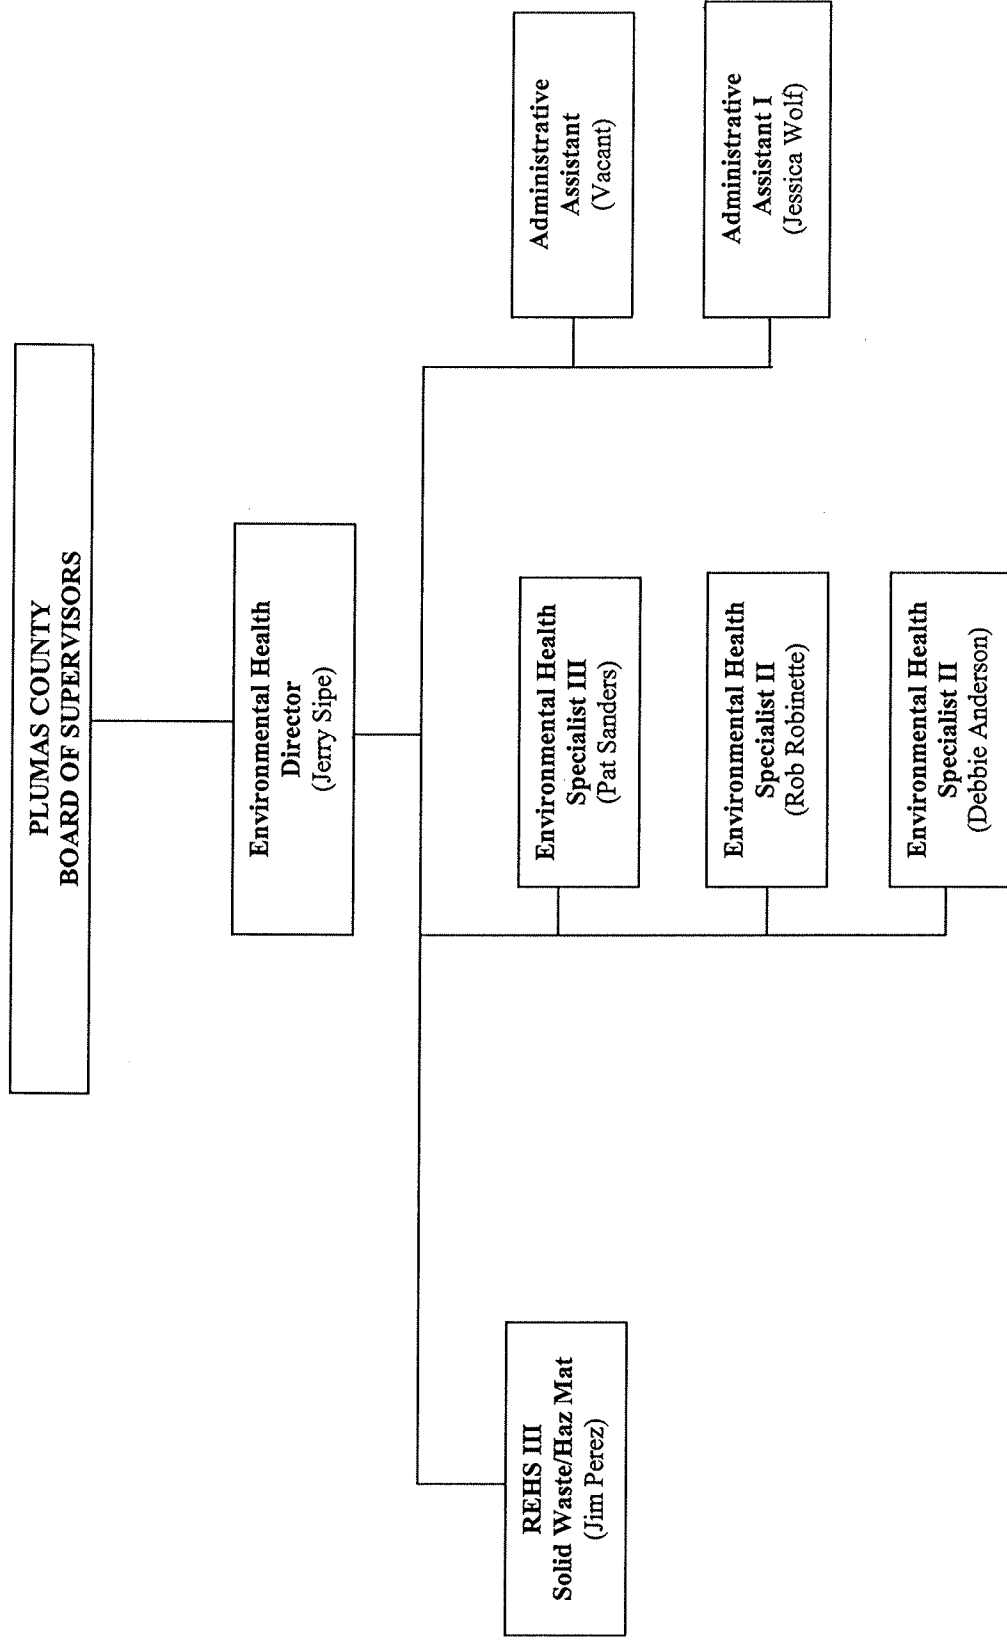 PLUMAS COUNTY
BOARD OF SUPERVISORS
Environmental Health
Director
(Jerry Sipe)
REHS III
Solid Waste/Haz Mat
(Jim Perez)
Environmental Health
Specialist III
(Pat Sanders)
Environmental Health
Specialist II
(Rob Robinette)
Environmental Health
Specialist II
(Debbie Anderson)
Administrative
Assistant
(Vacant)
Administrative
Assistant I
(Jessica Wolf)